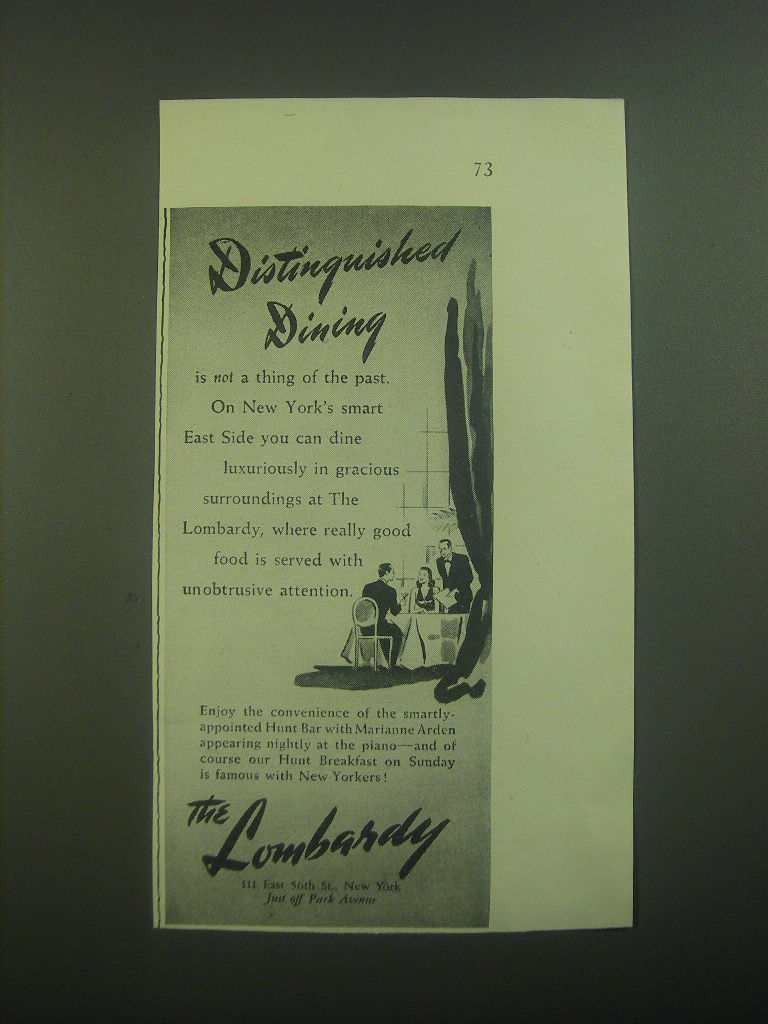 73
Distinguished
Dining
is not a thing of the past.
On New York's smart
East Side you can dine
luxuriously in gracious
surroundings at The
Lombardy, where really good
food is served with
unobtrusive attention.
Enjoy the convenience of the smartly-
appointed Hunt Bar with Marianne Arden
appearing nightly at the piano—and of
course our Hunt Breakfast on Sunday
is famous with New Yorkers!
The
Lombardy
111 East 56th St., New York
Just off Park Avenue